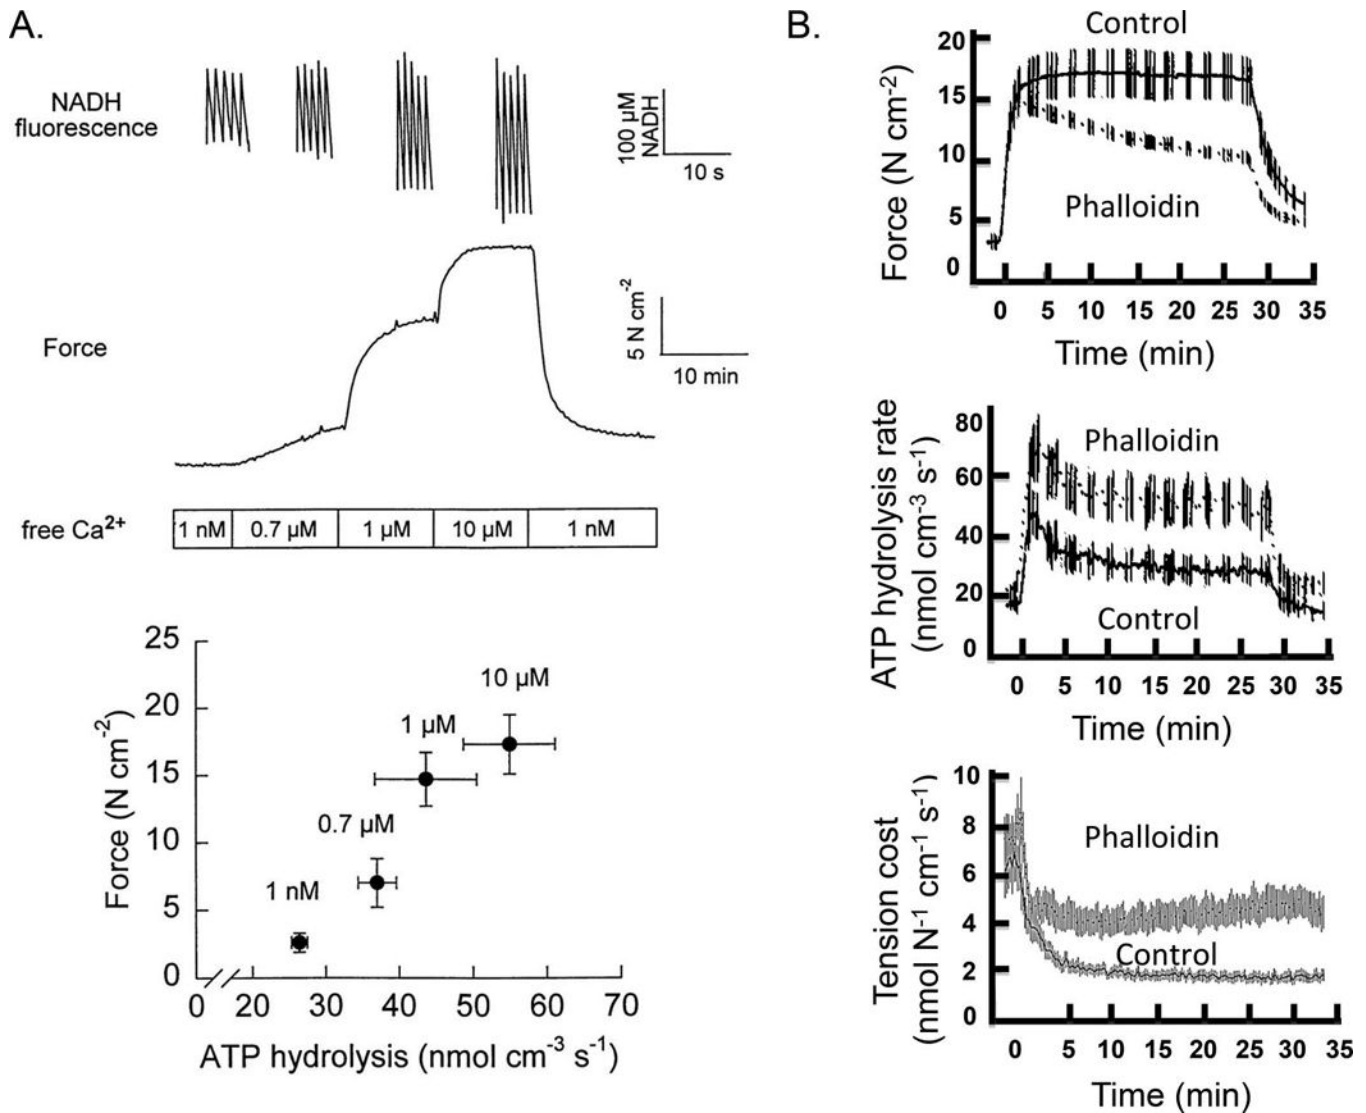 A.
NADH
fluorescence
100 µM
NADH
10 s
Force
5 N cm-2
10 min
free Ca2+
1 nM
0.7 µM
1 µM
10 µM
1 nM
25
20
15
10
5
0
Force (N cm-2)
1 nM
0.7 µM
1 µM
10 µM
0
20
30
40
50
60
70
ATP hydrolysis (nmol cm-3 s-1)
B.
Control
20
15
10
5
0
Force (N cm-2)
Phalloidin
0
5
10
15
20
25
30
35
Time (min)
80
60
40
20
0
ATP hydrolysis rate
(nmol cm-3 s-1)
Phalloidin
Control
0
5
10
15
20
25
30
35
Time (min)
10
8
6
4
2
0
Tension cost
(nmol N-1 cm-1 s-1)
Phalloidin
Control
0
5
10
15
20
25
30
35
Time (min)